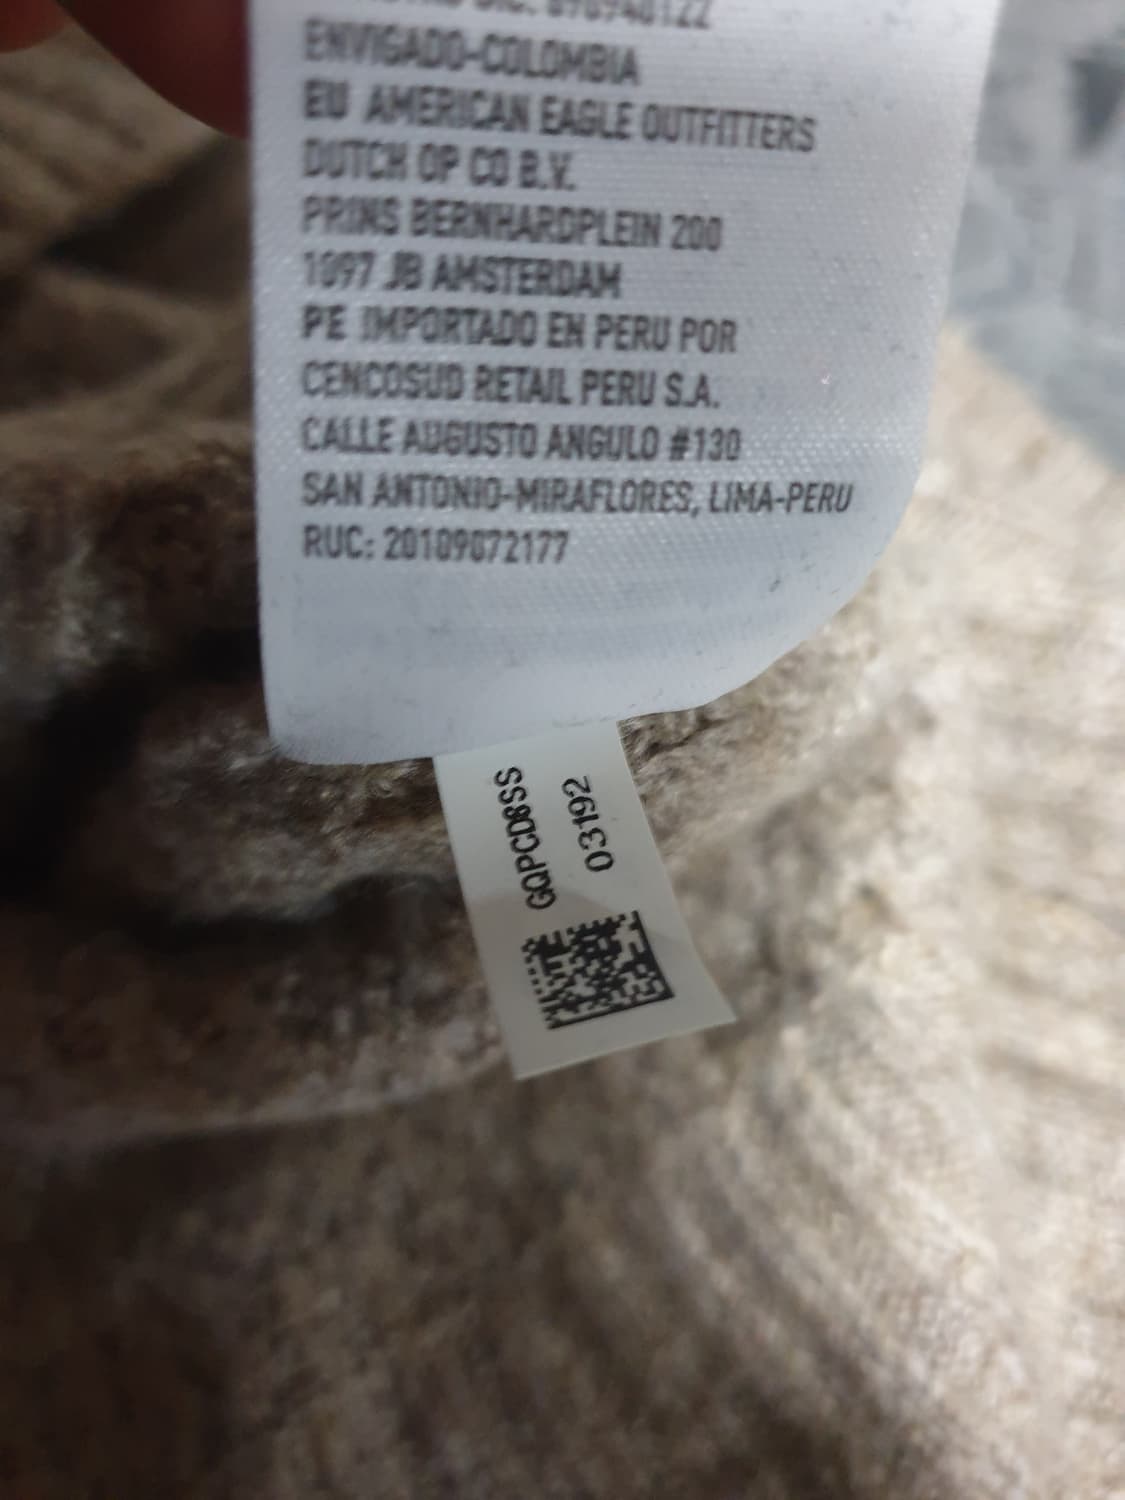 ENVIGADO-COLOMBIA
EU AMERICAN EAGLE OUTFITTERS
DUTCH OP CO B.V.
PRINS BERNHARDPLEIN 200
1097 JB AMSTERDAM
PE IMPORTADO EN PERU POR
CENCOSUD RETAIL PERU S.A.
CALLE AUGUSTO ANGULO #130
SAN ANTONIO-MIRAFLORES, LIMA-PERU
RUC: 20109072177
GQPCD8SS
03192